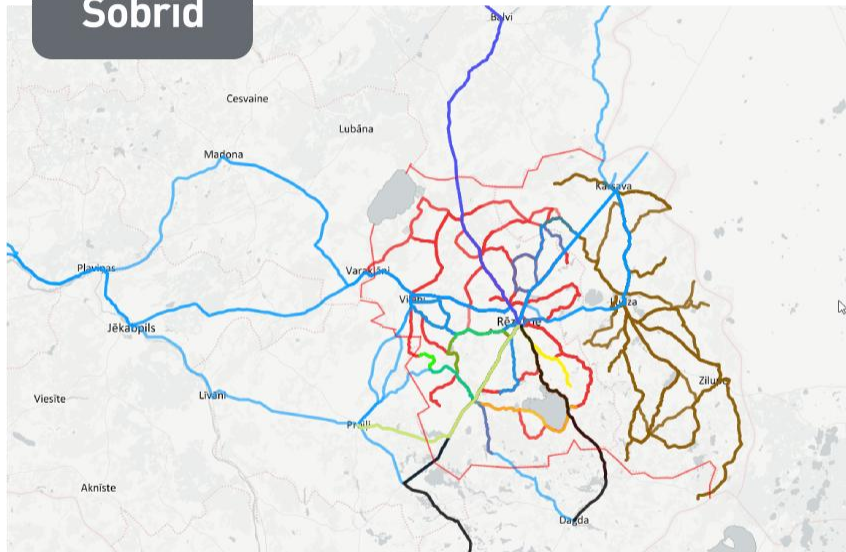 Šobrīd
Balvi
Cesvaine
Lubāna
Madona
Kārsava
Pļaviņas
Varakļāni
Viļāni
Ludza
Rēzekne
Jēkabpils
Zilupe
Viesīte
Līvāni
Preiļi
Aknīste
Dagda